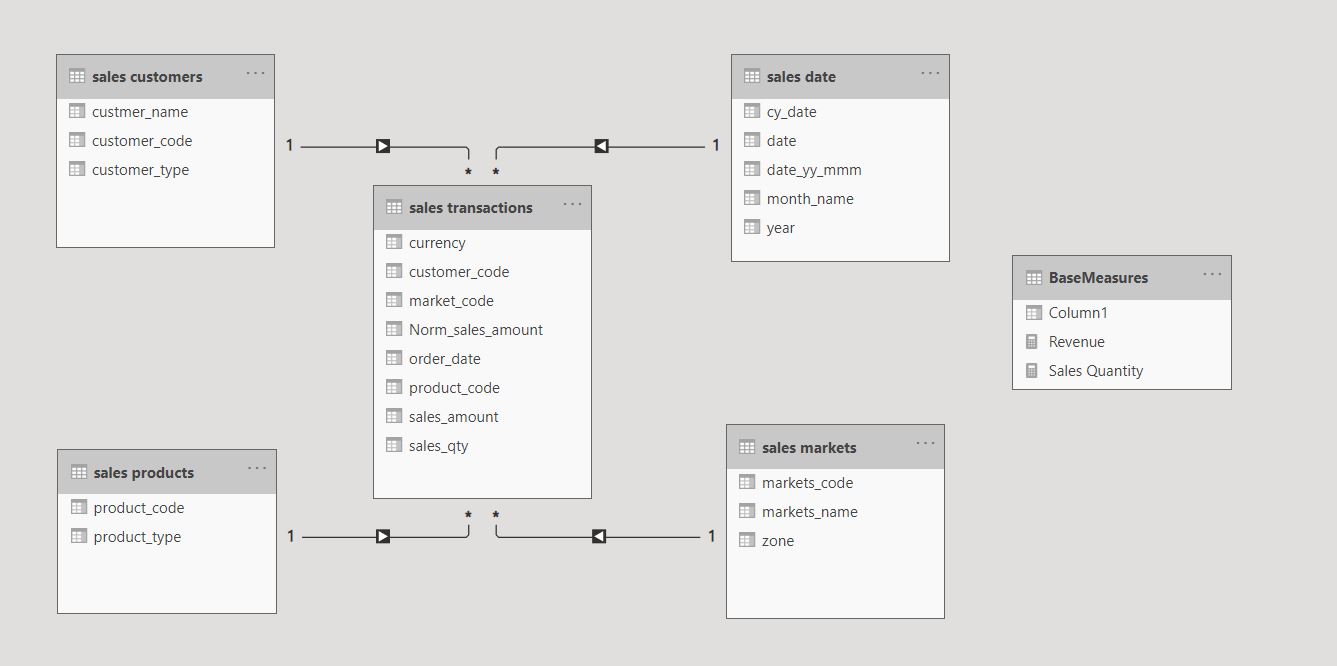 sales customers
custmer_name
customer_code
customer_type
1
*
sales date
cy_date
date
date_yy_mmm
month_name
year
1
*
sales transactions
currency
customer_code
market_code
Norm_sales_amount
order_date
product_code
sales_amount
sales_qty
BaseMeasures
Column1
Revenue
Sales Quantity
sales products
product_code
product_type
1
*
sales markets
markets_code
markets_name
zone
1
*